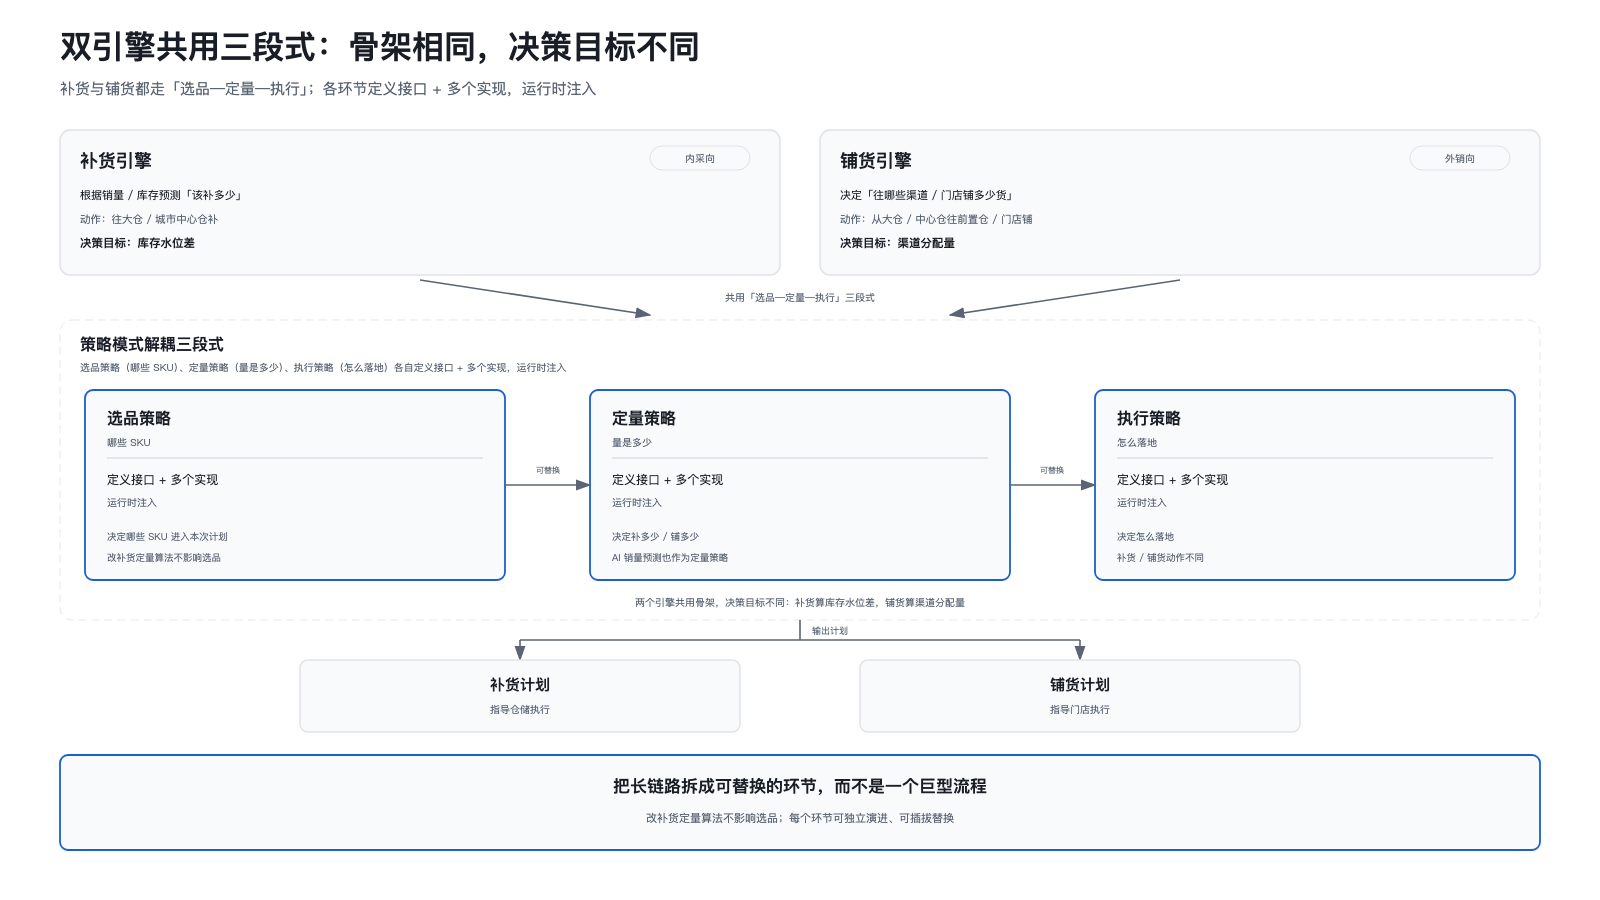 双引擎共用三段式：骨架相同，决策目标不同
补货与铺货都走「选品—定量—执行」；各环节定义接口 + 多个实现，运行时注入
补货引擎
内采向
根据销量 / 库存预测「该补多少」
动作：往大仓 / 城市中心仓补
决策目标：库存水位差
铺货引擎
外销向
决定「往哪些渠道 / 门店铺多少货」
动作：从大仓 / 中心仓往前置仓 / 门店铺
决策目标：渠道分配量
共用「选品—定量—执行」三段式
策略模式解耦三段式
选品策略（哪些 SKU）、定量策略（量是多少）、执行策略（怎么落地）各自定义接口 + 多个实现，运行时注入
选品策略
哪些 SKU
定义接口 + 多个实现
运行时注入
决定哪些 SKU 进入本次计划
改补货定量算法不影响选品
可替换
定量策略
量是多少
定义接口 + 多个实现
运行时注入
决定补多少 / 铺多少
AI 销量预测也作为定量策略
可替换
执行策略
怎么落地
定义接口 + 多个实现
运行时注入
决定怎么落地
补货 / 铺货动作不同
两个引擎共用骨架，决策目标不同：补货算库存水位差，铺货算渠道分配量
输出计划
补货计划
指导仓储执行
铺货计划
指导门店执行
把长链路拆成可替换的环节，而不是一个巨型流程
改补货定量算法不影响选品；每个环节可独立演进、可插拔替换